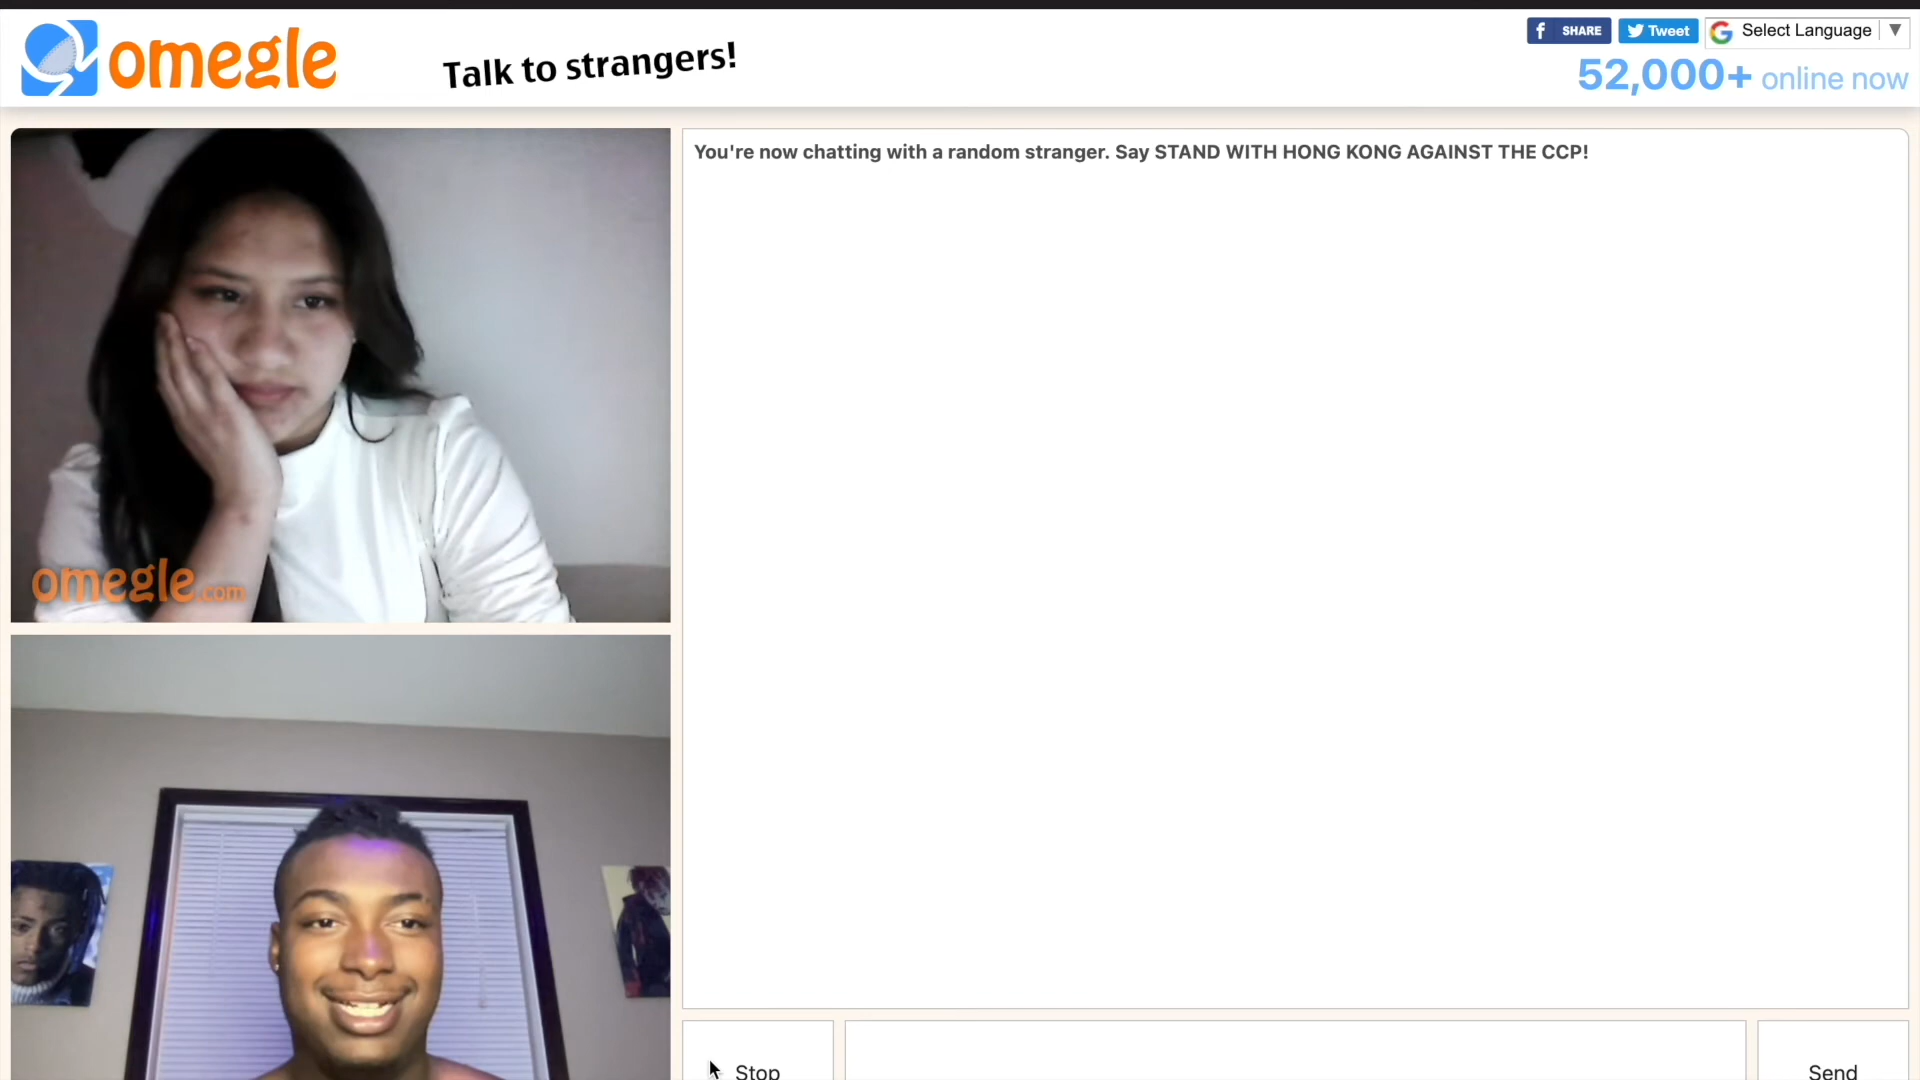 omegle
Talk to strangers!
SHARE
Tweet
Select Language
52,000+ online now
You're now chatting with a random stranger. Say STAND WITH HONG KONG AGAINST THE CCP!
omegle.com
Stop
Send